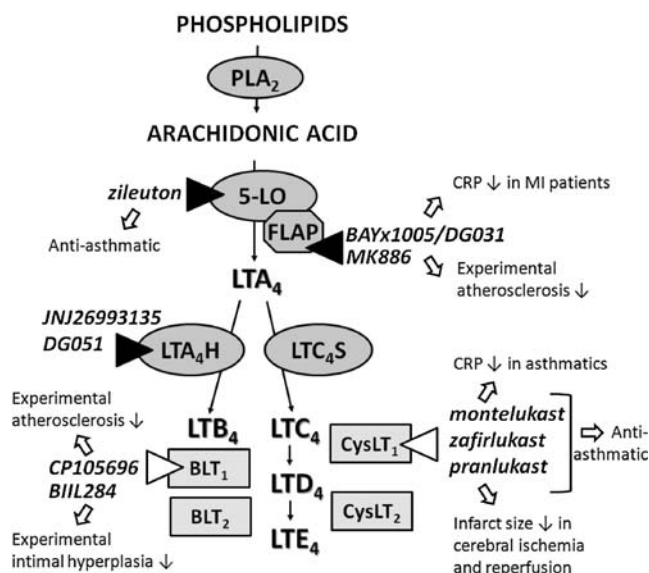 PHOSPHOLIPIDS
PLA2
ARACHIDONIC ACID
zileuton
5-LO
FLAP
Anti-asthmatic
CRP ↓ in MI patients
BAYx1005/DG031
MK886
Experimental
atherosclerosis ↓
LTA4
JNJ26993135
DG051
LTA4H
LTC4S
Experimental
atherosclerosis ↓
LTB4
LTC4
CP105696
BIIL284
BLT1
BLT2
Experimental
intimal hyperplasia ↓
LTD4
LTE4
CysLT1
CysLT2
CRP ↓ in asthmatics
montelukast
zafirlukast
pranlukast
Anti-
asthmatic
Infarct size ↓ in
cerebral ischemia
and reperfusion